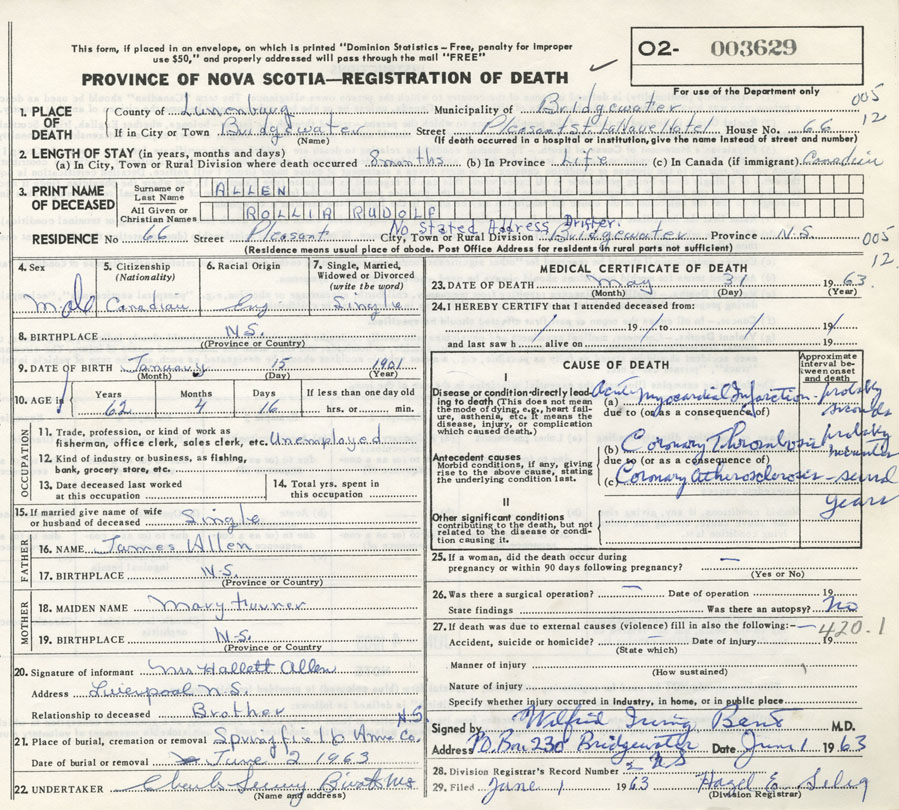 This form, if placed in an envelope, on which is printed "Dominion Statistics – Free, penalty for improper
use $50," and properly addressed will pass through the mail "FREE"
O2- 003629
PROVINCE OF NOVA SCOTIA—REGISTRATION OF DEATH
For use of the Department only
005
12
1. PLACE OF DEATH
County of Lunenburg Municipality of Bridgewater
If in City or Town Bridgewater Street Pleasant St. LaHave Hotel House No. 66
(Name) (If death occurred in a hospital or institution, give the name instead of street and number)
2. LENGTH OF STAY (in years, months and days)
(a) In City, Town or Rural Division where death occurred 8 months (b) In Province Life (c) In Canada (if immigrant) Canadian
3. PRINT NAME OF DECEASED
Surname or Last Name ALLEN
All Given or Christian Names ROLLIA RUDOLF
No Stated Address Drifter.
RESIDENCE No 66 Street Pleasant City, Town or Rural Division Bridgewater Province N.S.
(Residence means usual place of abode. Post Office Address for residents in rural parts not sufficient)
005
12.
4. Sex
Male
5. Citizenship (Nationality)
Canadian
6. Racial Origin
Eng.
7. Single, Married, Widowed or Divorced (write the word)
Single
8. BIRTHPLACE N.S.
(Province or Country)
9. DATE OF BIRTH January 15 1901
(Month) (Day) (Year)
10. AGE in
Years Months Days If less than one day
62 4 16 hrs. or min.
OCCUPATION
11. Trade, profession, or kind of work as
fisherman, office clerk, sales clerk, etc. Unemployed
12. Kind of industry or business, as fishing,
bank, grocery store, etc.
13. Date deceased last worked
at this occupation
14. Total yrs. spent in
this occupation
15. If married give name of wife
or husband of deceased Single
FATHER
16. NAME James Allen
17. BIRTHPLACE N.S.
(Province or Country)
MOTHER
18. MAIDEN NAME Mary
19. BIRTHPLACE N.S.
(Province or Country
20. Signature of informant Hallett Allen
Address Liverpool N.S.
Relationship to deceased Brother
21. Place of burial, cremation or removal Springfield Anna Co. N.S.
Date of burial or removal June 2 1963
22. UNDERTAKER
(Name and address)
MEDICAL CERTIFICATE OF DEATH
23. DATE OF DEATH May 31 1963
(Month) (Day) (Year)
24. I HEREBY CERTIFY that I attended deceased from:
/ 19 / to / 19/
and last saw h / alive on / 19
CAUSE OF DEATH
Approximate interval between onset and death
I
Disease or condition directly leading to death (This does not mean
the mode of dying, e.g., heart failure, asthenia, etc. It means the
disease, injury, or complication
which caused death.)
(a) Acute Myocardial Infarction - probably seconds
due to (or as a consequence of)
(b) Coronary Thrombosis probably minutes
Antecedent causes
Morbid conditions, if any, giving
rise to the above cause, stating
the underlying condition last.
due to (or as a consequence of)
(c) Coronary atherosclerosis - several years
II
Other significant conditions
contributing to the death, but not
related to the disease or condition causing it.
25. If a woman, did the death occur during
pregnancy or within 90 days following pregnancy? —
(Yes or No)
26. Was there a surgical operation? — Date of operation 19
State findings Was there an autopsy? No
27. If death was due to external causes (violence) fill in also the following:- — 420.1
Accident, suicide or homicide? — Date of injury 19
(State which)
Manner of injury
(How sustained)
Nature of injury
Specify whether injury occurred in Industry, in home, or in public place
Signed by Wilfrid Irving Bent M.D.
Address P.O. Box 230 Bridgewater NS Date June 1 1963
28. Division Registrar's Record Number
29. Filed June 1 1963 Hazel E. Selig
(Division Registrar)